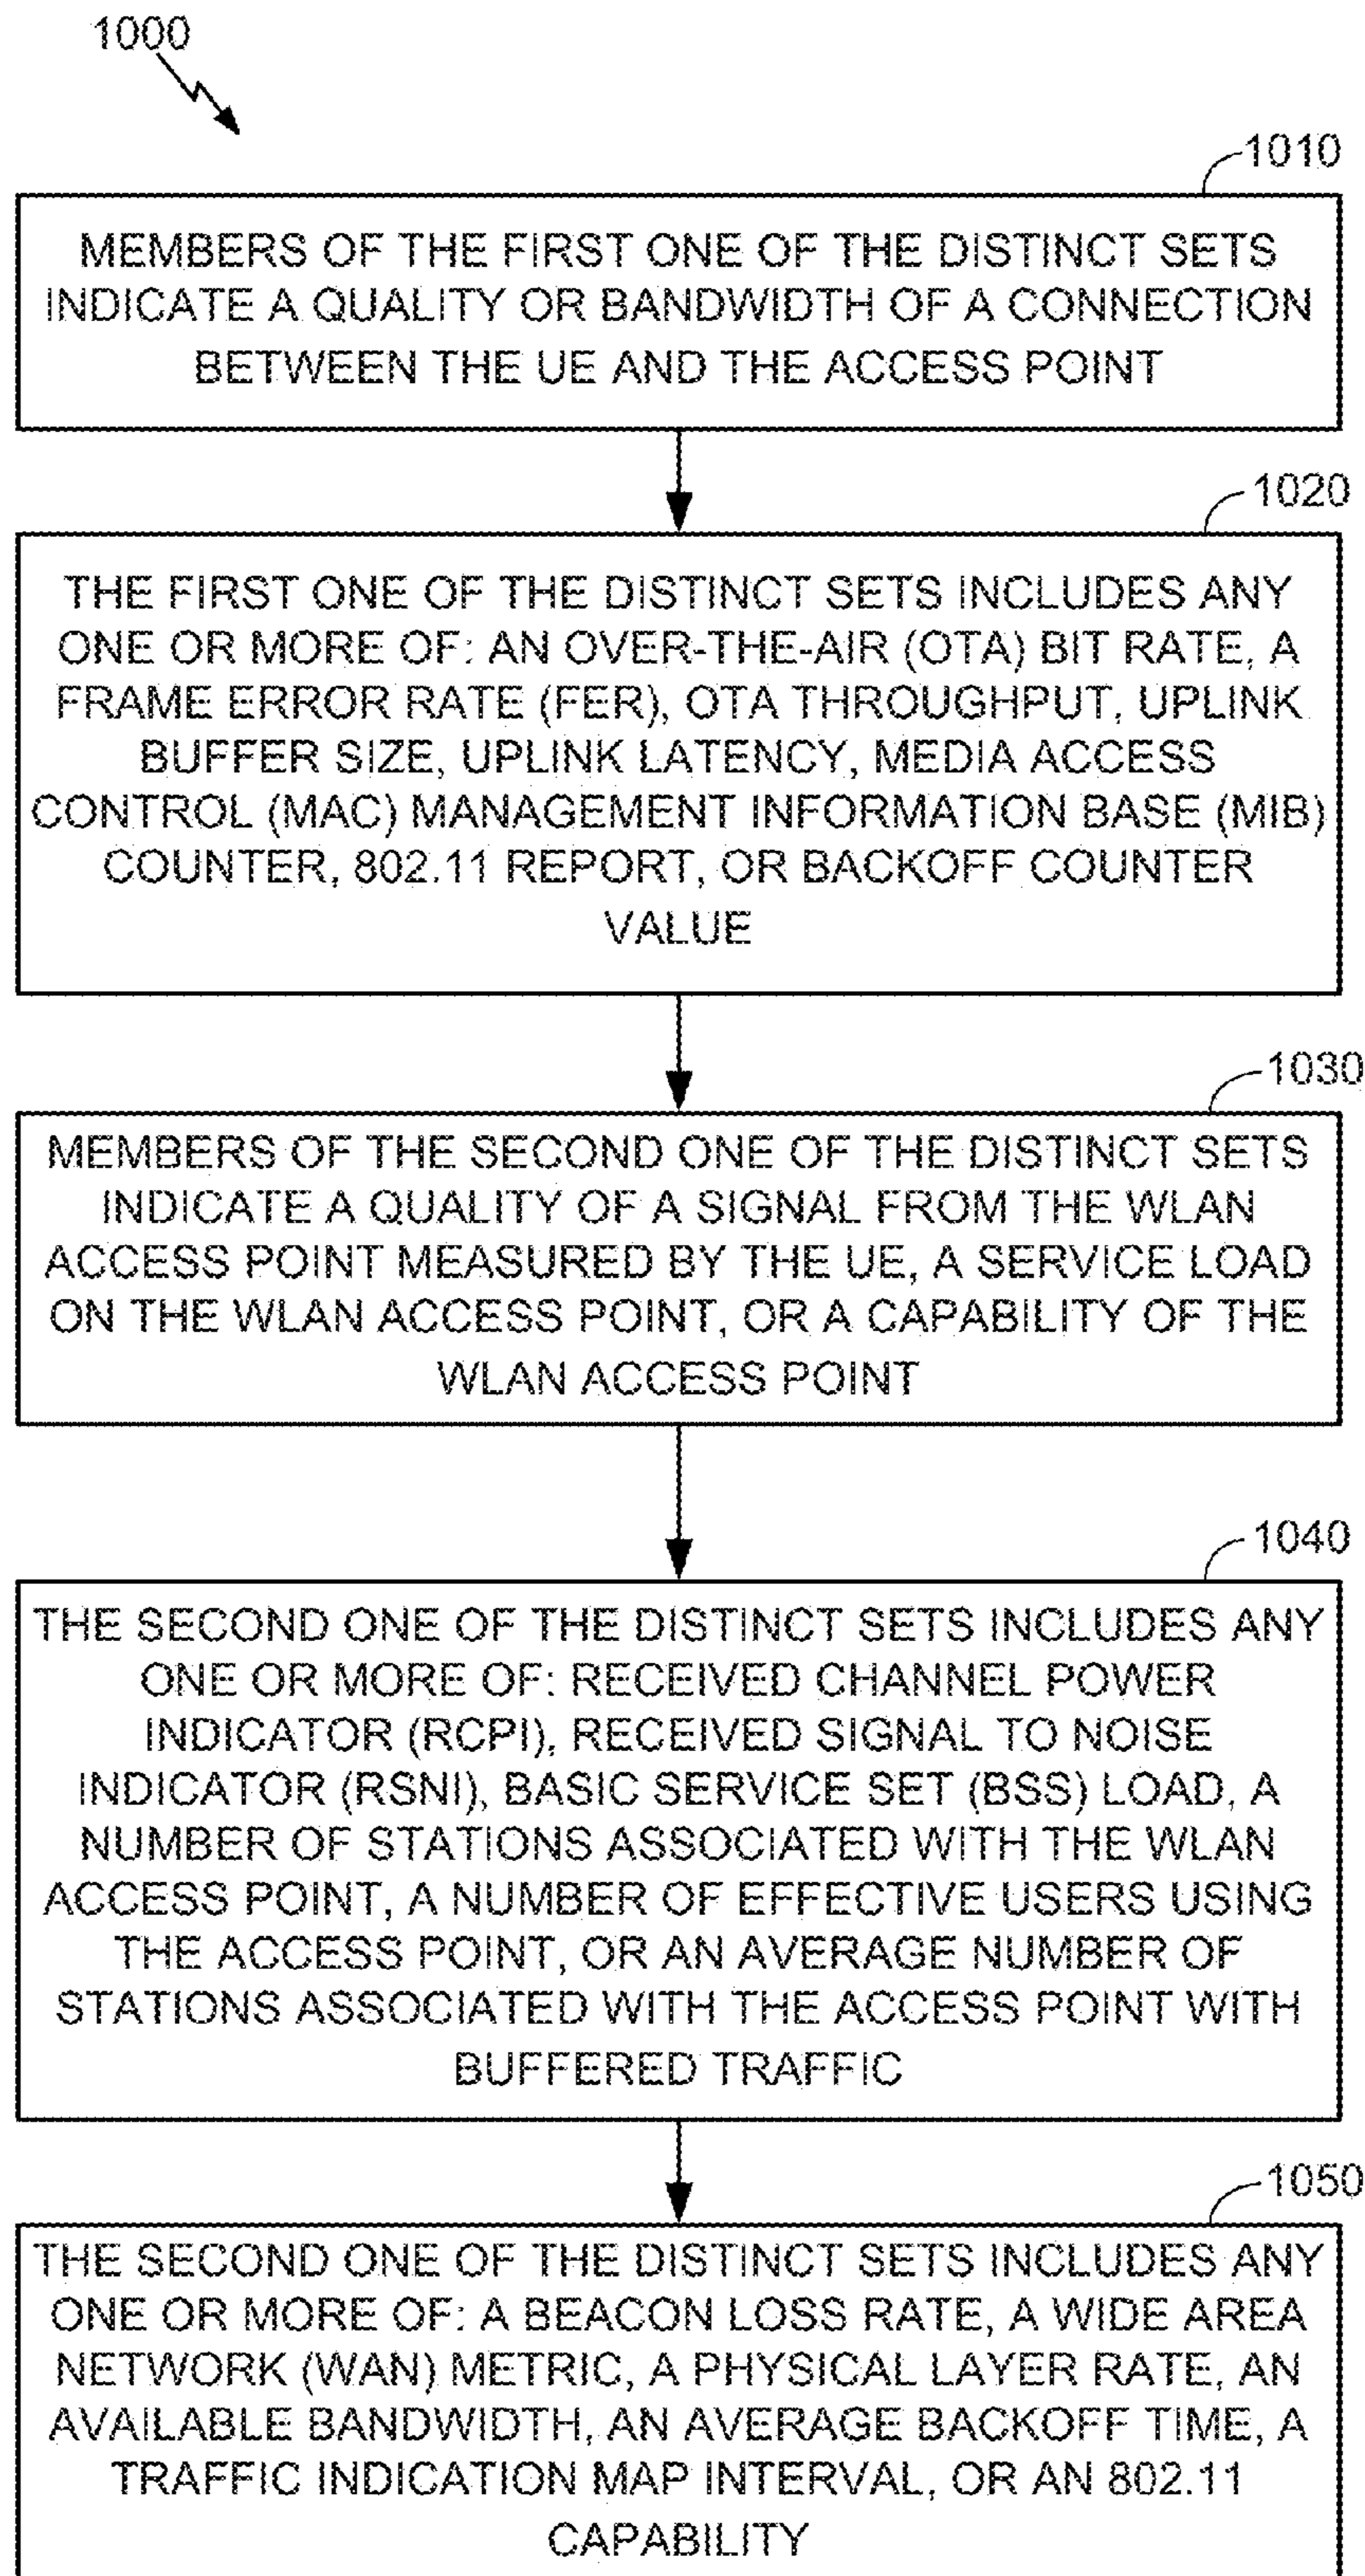 1000
1010
MEMBERS OF THE FIRST ONE OF THE DISTINCT SETS
INDICATE A QUALITY OR BANDWIDTH OF A CONNECTION
BETWEEN THE UE AND THE ACCESS POINT
1020
THE FIRST ONE OF THE DISTINCT SETS INCLUDES ANY
ONE OR MORE OF: AN OVER-THE-AIR (OTA) BIT RATE, A
FRAME ERROR RATE (FER), OTA THROUGHPUT, UPLINK
BUFFER SIZE, UPLINK LATENCY, MEDIA ACCESS
CONTROL (MAC) MANAGEMENT INFORMATION BASE (MIB)
COUNTER, 802.11 REPORT, OR BACKOFF COUNTER
VALUE
1030
MEMBERS OF THE SECOND ONE OF THE DISTINCT SETS
INDICATE A QUALITY OF A SIGNAL FROM THE WLAN
ACCESS POINT MEASURED BY THE UE, A SERVICE LOAD
ON THE WLAN ACCESS POINT, OR A CAPABILITY OF THE
WLAN ACCESS POINT
1040
THE SECOND ONE OF THE DISTINCT SETS INCLUDES ANY
ONE OR MORE OF: RECEIVED CHANNEL POWER
INDICATOR (RCPI), RECEIVED SIGNAL TO NOISE
INDICATOR (RSNI), BASIC SERVICE SET (BSS) LOAD, A
NUMBER OF STATIONS ASSOCIATED WITH THE WLAN
ACCESS POINT, A NUMBER OF EFFECTIVE USERS USING
THE ACCESS POINT, OR AN AVERAGE NUMBER OF
STATIONS ASSOCIATED WITH THE ACCESS POINT WITH
BUFFERED TRAFFIC
1050
THE SECOND ONE OF THE DISTINCT SETS INCLUDES ANY
ONE OR MORE OF: A BEACON LOSS RATE, A WIDE AREA
NETWORK (WAN) METRIC, A PHYSICAL LAYER RATE, AN
AVAILABLE BANDWIDTH, AN AVERAGE BACKOFF TIME, A
TRAFFIC INDICATION MAP INTERVAL, OR AN 802.11
CAPABILITY